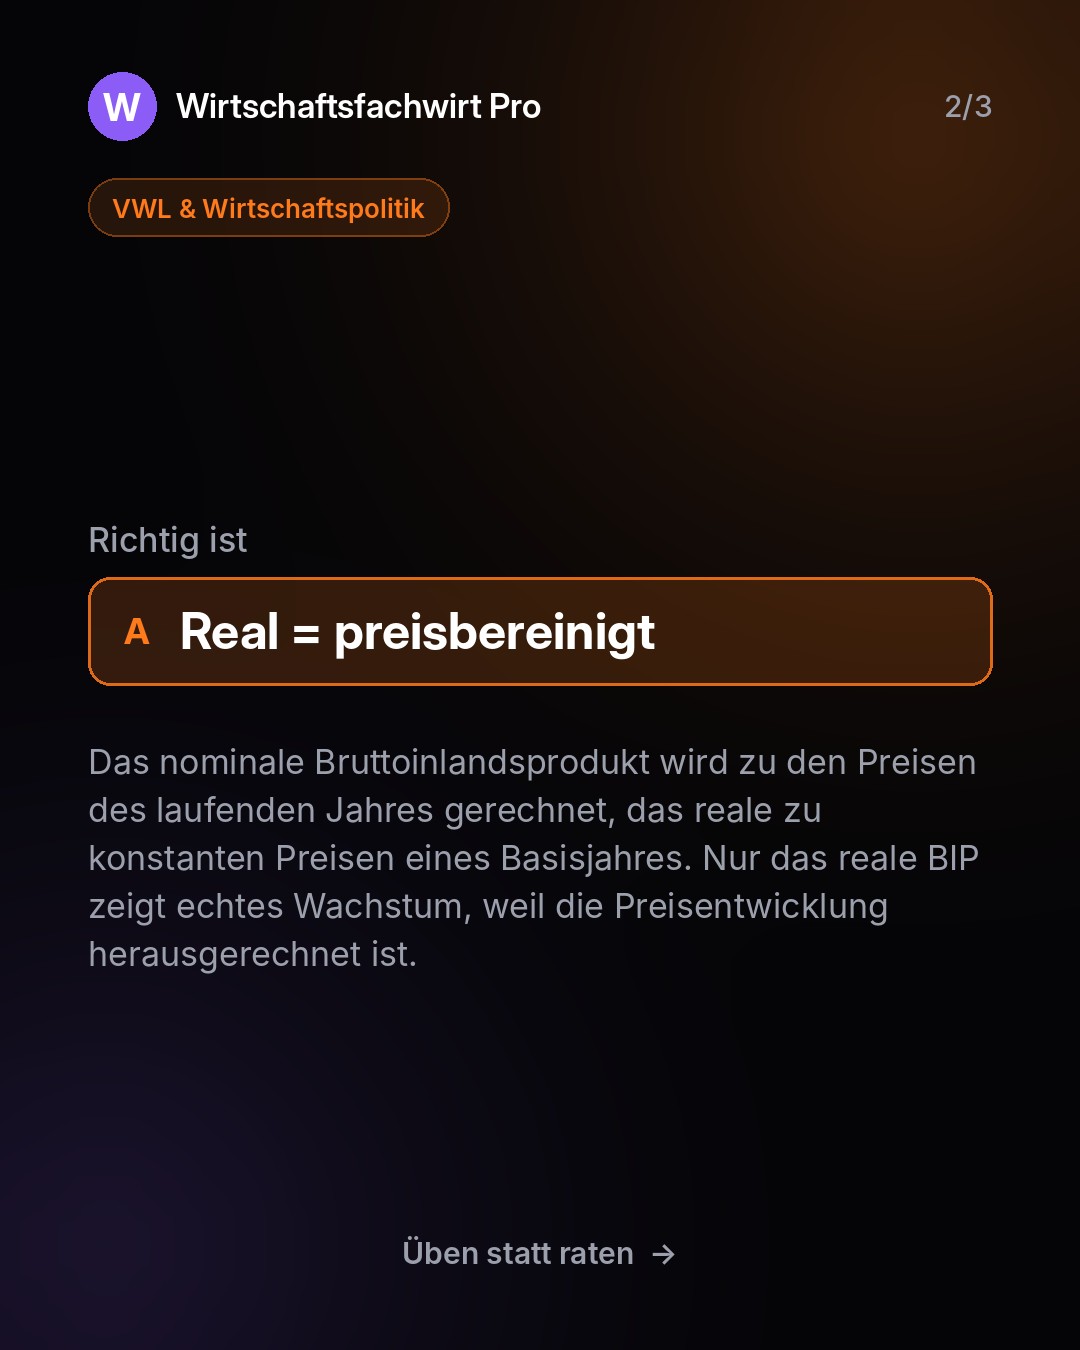 W Wirtschaftsfachwirt Pro 2/3
VWL & Wirtschaftspolitik
Richtig ist
A Real = preisbereinigt
Das nominale Bruttoinlandsprodukt wird zu den Preisen
des laufenden Jahres gerechnet, das reale zu
konstanten Preisen eines Basisjahres. Nur das reale BIP
zeigt echtes Wachstum, weil die Preisentwicklung
herausgerechnet ist.
Üben statt raten →